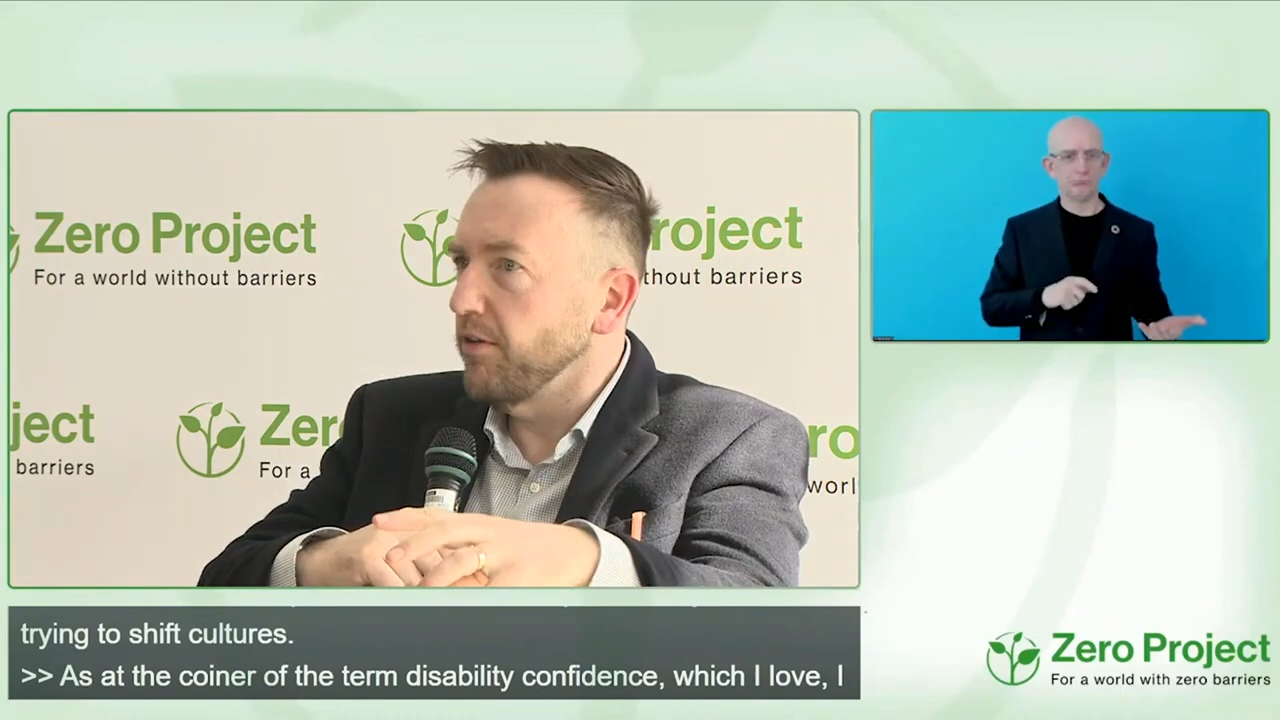 Zero Project
For a world without barriers
roject
thout barriers
ject
barriers
Zer
For a
ro
worl
trying to shift cultures.
>> As at the coiner of the term disability confidence, which I love, I
Zero Project
For a world with zero barriers